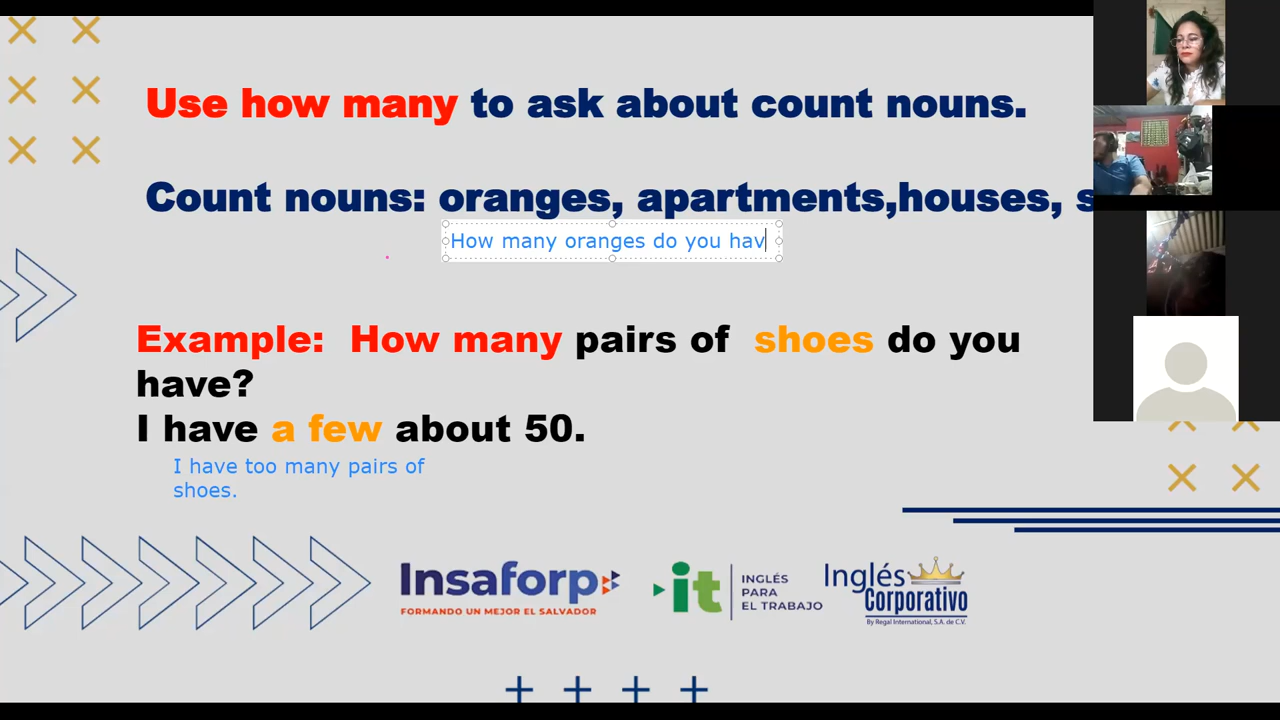 Use how many to ask about count nouns.
Count nouns: oranges, apartments,houses, s
How many oranges do you hav
Example: How many pairs of shoes do you
have?
I have a few about 50.
I have too many pairs of
shoes.
Insaforp
FORMANDO UN MEJOR EL SALVADOR
it
INGLÉS
PARA
EL TRABAJO
Inglés
Corporativo
By Regal International, S.A. de C.V.